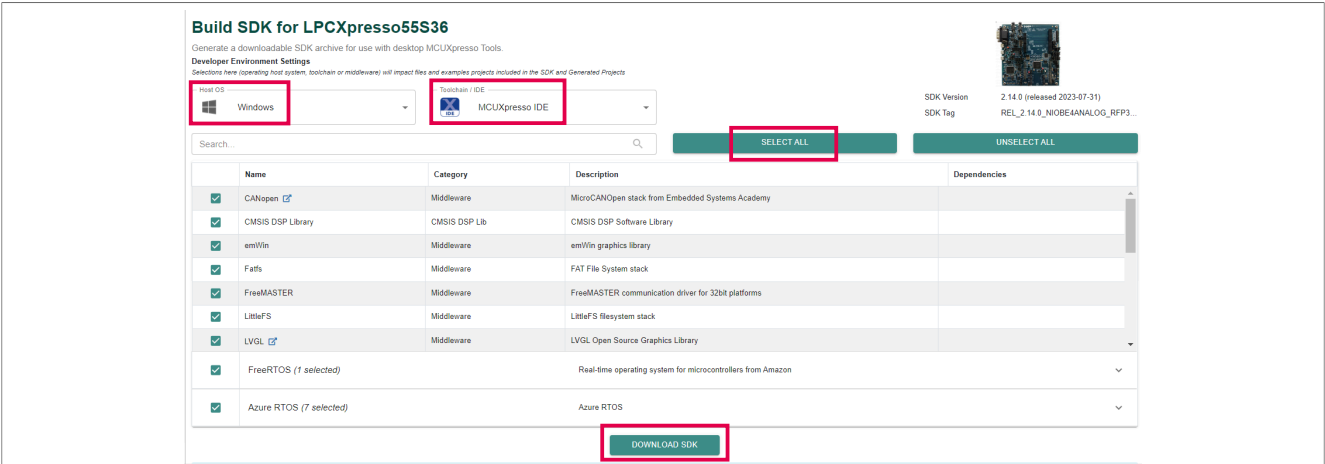 Build SDK for LPCXpresso55S36
Generate a downloadable SDK archive for use with desktop MCUXpresso Tools.
Developer Environment Settings
Selections here (operating host system, toolchain or middleware) will impact files and examples projects included in the SDK and Generated Projects
Host OS
Windows
Toolchain / IDE
IDE
MCUXpresso IDE
SDK Version 2.14.0 (released 2023-07-31)
SDK Tag REL_2.14.0_NIOBE4ANALOG_RFP3...
Search...
SELECT ALL
UNSELECT ALL
Name Category Description Dependencies
CANopen Middleware MicroCANOpen stack from Embedded Systems Academy
CMSIS DSP Library CMSIS DSP Lib CMSIS DSP Software Library
emWin Middleware emWin graphics library
Fatfs Middleware FAT File System stack
FreeMASTER Middleware FreeMASTER communication driver for 32bit platforms
LittleFS Middleware LittleFS filesystem stack
LVGL Middleware LVGL Open Source Graphics Library
FreeRTOS (1 selected) Real-time operating system for microcontrollers from Amazon
Azure RTOS (7 selected) Azure RTOS
DOWNLOAD SDK